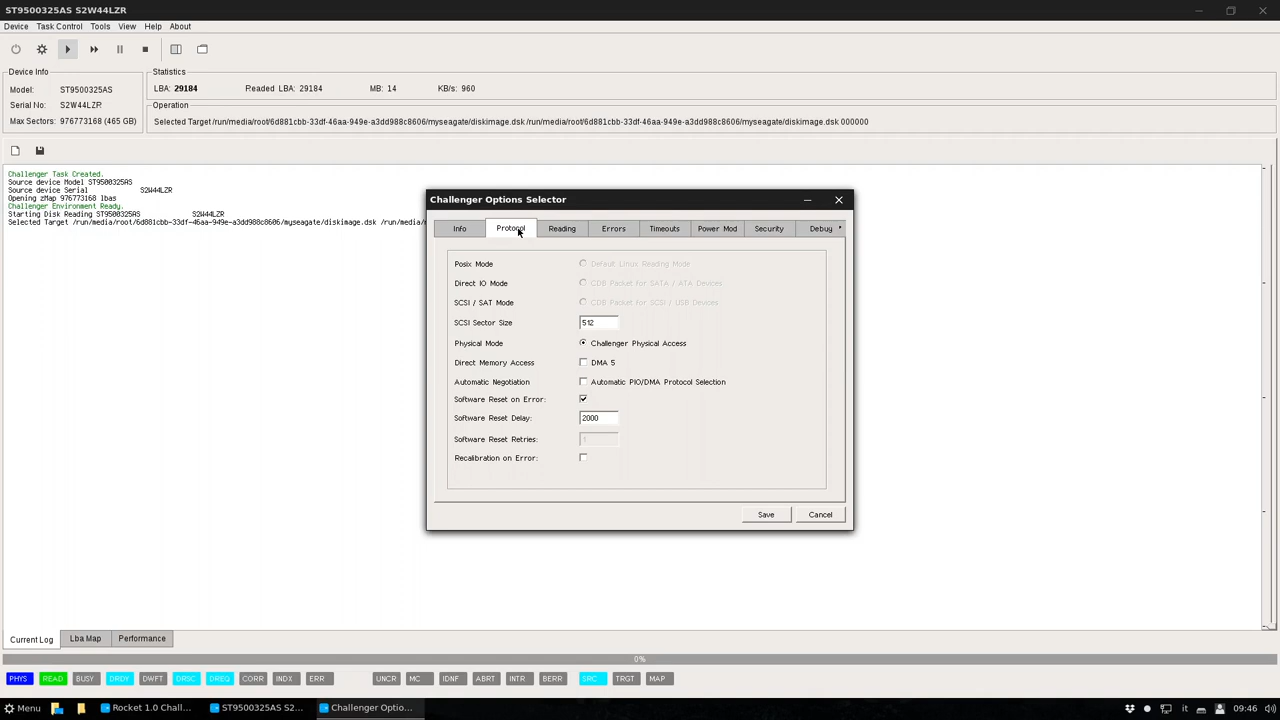 ST9500325AS S2W44LZR
Device Task Control Tools View Help About
Device Info
Model: ST9500325AS
Serial No: S2W44LZR
Max Sectors: 976773168 (465 GB)
Statistics
LBA: 29184 Readed LBA: 29184 MB: 14 KB/s: 960
Operation
Selected Target /run/media/root/6d881cbb-33df-46aa-949e-a3dd988c8606/myseagate/diskimage.dsk /run/media/root/6d881cbb-33df-46aa-949e-a3dd988c8606/myseagate/diskimage.dsk 000000
Challenger Task Created.
Source device Model ST9500325AS
Source device Serial S2W44LZR
Opening zMap 976773168 lbas
Challenger Environment Ready.
Starting Disk Reading ST9500325AS S2W44LZR
Selected Target /run/media/root/6d881cbb-33df-46aa-949e-a3dd988c8606/myseagate/diskimage.dsk /run/media/r
Challenger Options Selector
Info Protocol Reading Errors Timeouts Power Mod Security Debug
Posix Mode Default Linux Reading Mode
Direct IO Mode CDB Packet for SATA / ATA Devices
SCSI / SAT Mode CDB Packet for SCSI / USB Devices
SCSI Sector Size 512
Physical Mode Challenger Physical Access
Direct Memory Access DMA 5
Automatic Negotiation Automatic PIO/DMA Protocol Selection
Software Reset on Error:
Software Reset Delay: 2000
Software Reset Retries: 1
Recalibration on Error:
Save Cancel
Current Log Lba Map Performance
0%
PHYS READ BUSY DRDY DWFT DRSC DREQ CORR INDX ERR UNCR MC IDNF ABRT INTR BERR SRC TRGT MAP
Menu Rocket 1.0 Chall... ST9500325AS S2... Challenger Optio... it 09:46